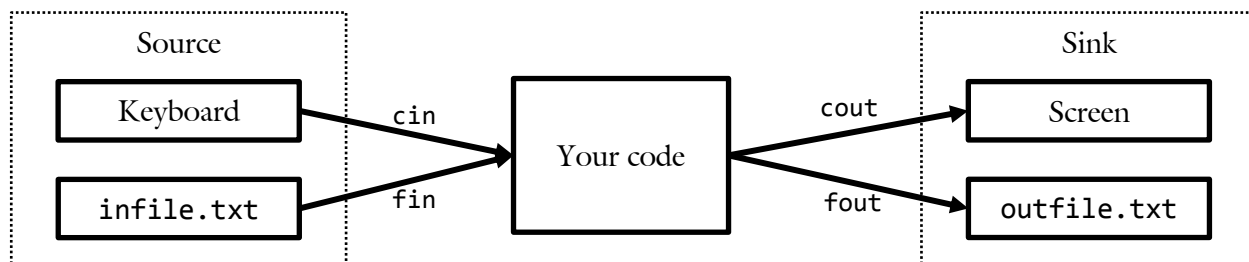 Source
Keyboard
infile.txt
cin
fin
Your code
cout
fout
Sink
Screen
outfile.txt